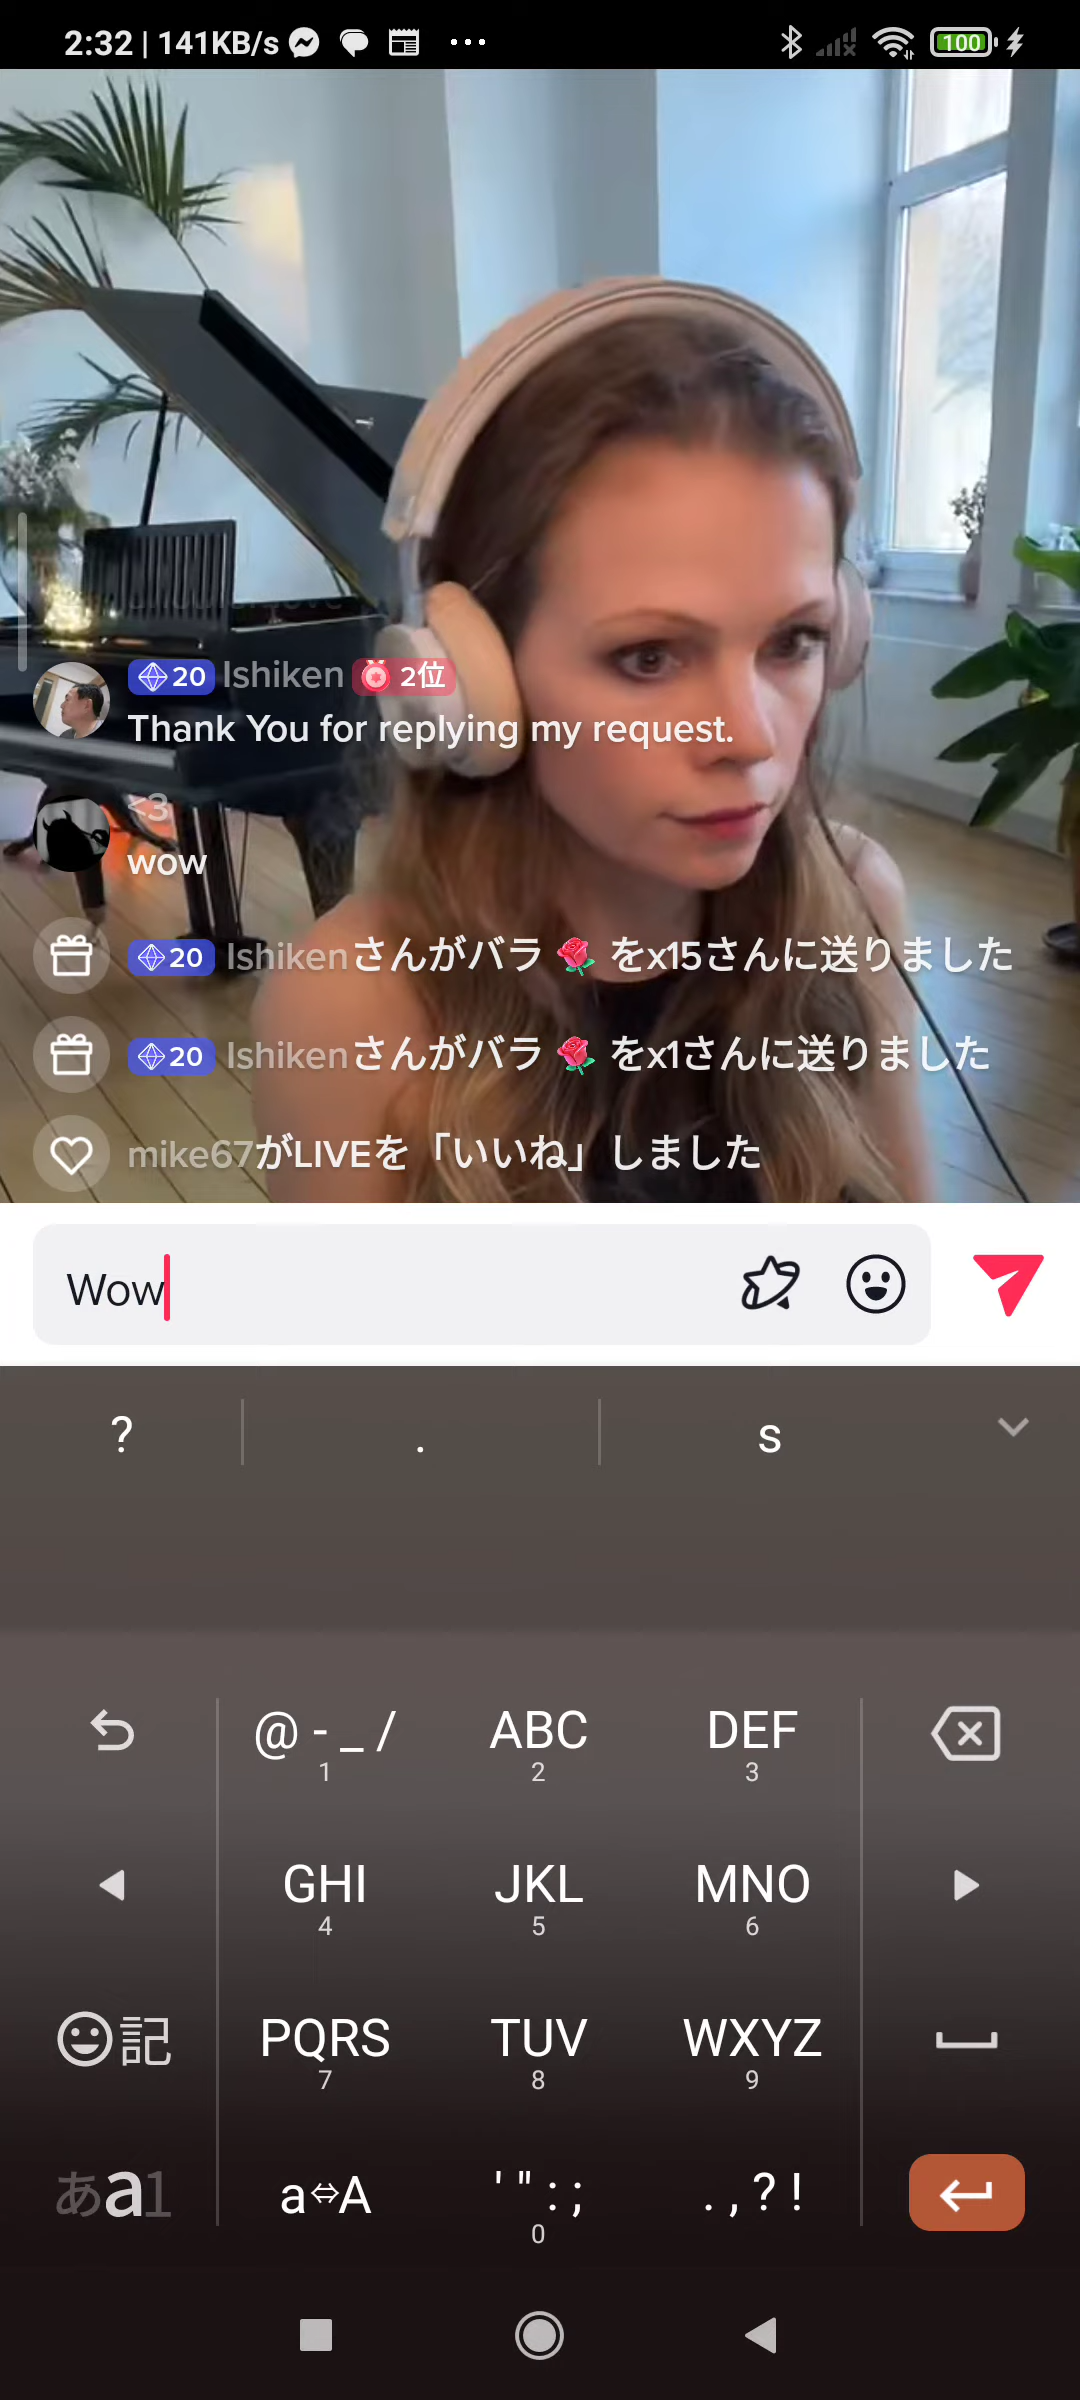 2:32 | 141KB/s
100
20 Ishiken 2位
Thank You for replying my request.
<3
wow
20 Ishikenさんがバラ 🌹 をx15さんに送りました
20 Ishikenさんがバラ 🌹 をx1さんに送りました
mike67がLIVEを「いいね」しました
Wow
? . s
@ - _ / ABC DEF
1 2 3
GHI JKL MNO
4 5 6
記 PQRS TUV WXYZ
7 8 9
あa1 a⇔A ' " : ; . , ? !
0